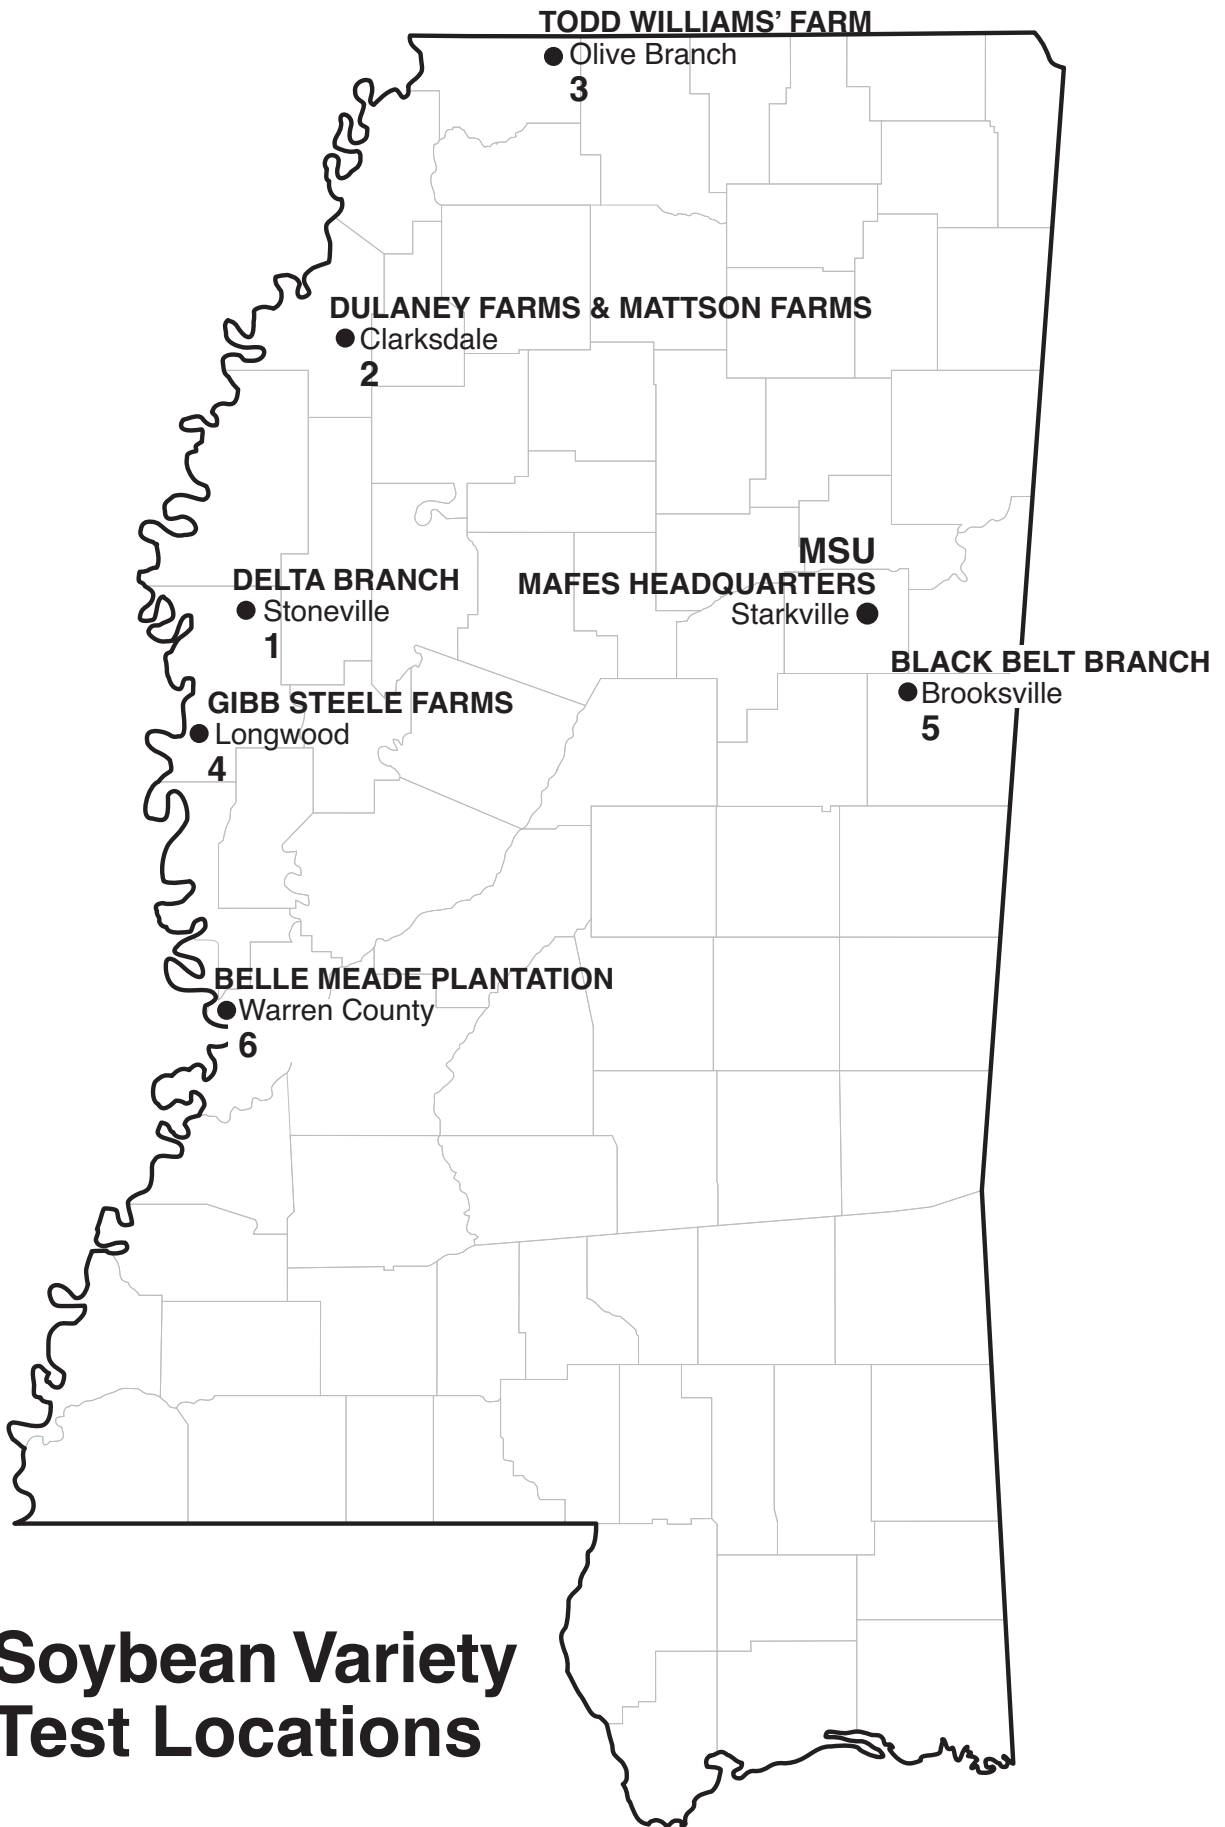 TODD WILLIAMS’ FARM
Olive Branch
3
DULANEY FARMS & MATTSON FARMS
Clarksdale
2
MSU
MAFES HEADQUARTERS
Starkville
DELTA BRANCH
Stoneville
1
BLACK BELT BRANCH
Brooksville
5
GIBB STEELE FARMS
Longwood
4
BELLE MEADE PLANTATION
Warren County
6
Soybean Variety
Test Locations